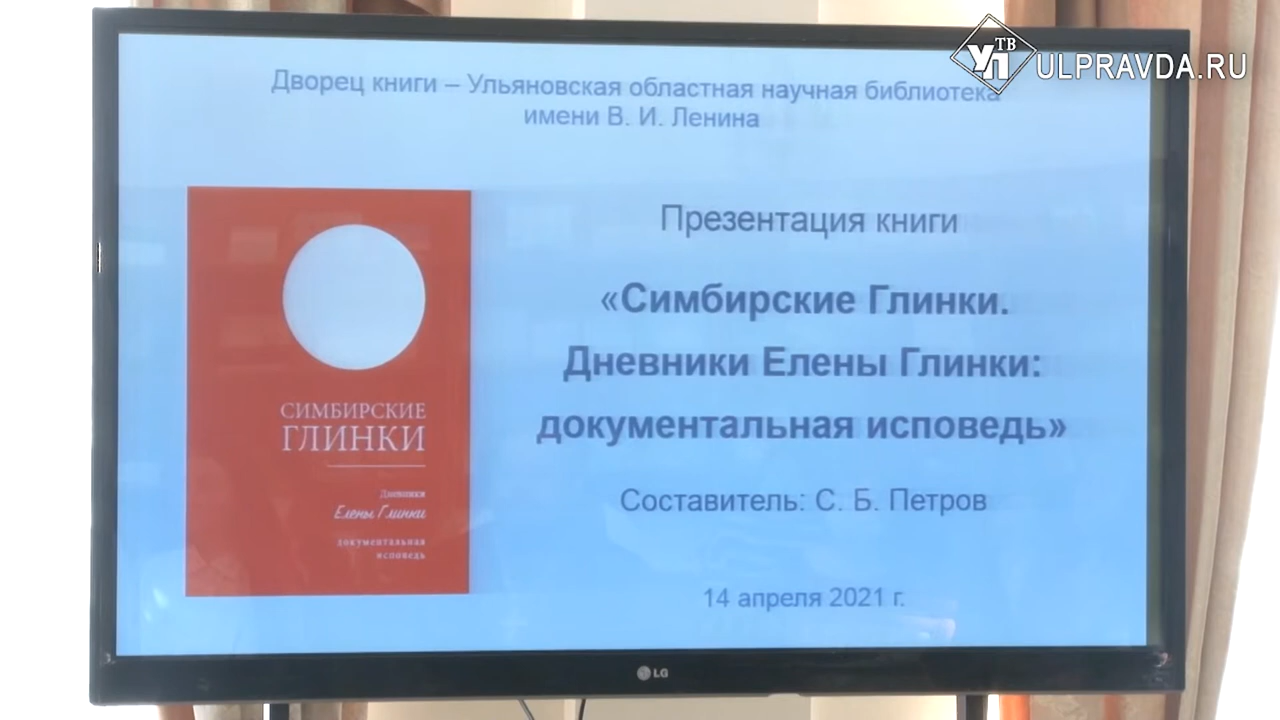 ТВ
УП
ULPRAVDA.RU
Дворец книги – Ульяновская областная научная библиотека
имени В. И. Ленина
Презентация книги
«Симбирские Глинки.
Дневники Елены Глинки:
документальная исповедь»
Составитель: С. Б. Петров
14 апреля 2021 г.
СИМБИРСКИЕ
ГЛИНКИ
Дневники
Елены Глинки
документальная
исповедь
LG